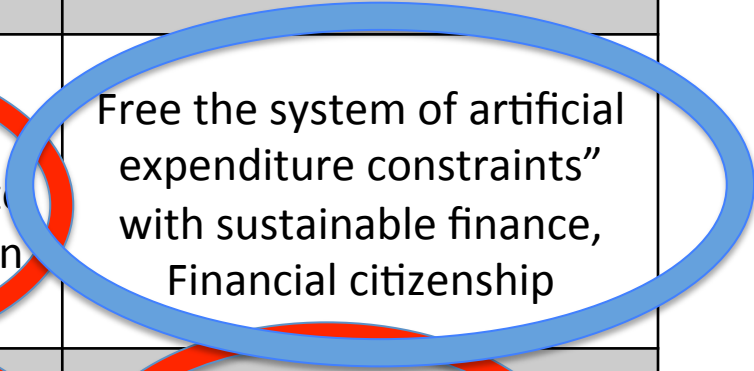 Free the system of artificial
expenditure constraints”
with sustainable finance,
Financial citizenship